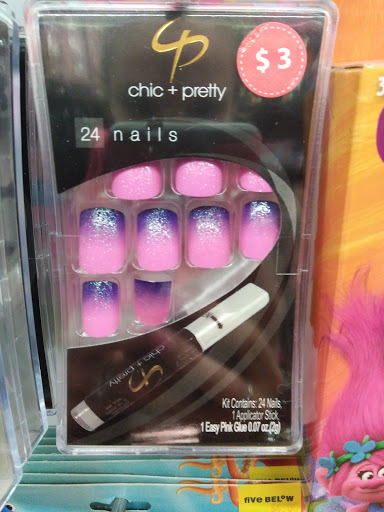 $3
chic + pretty
24 nails
chic + pretty
Kit Contains: 24 Nails,
1 Applicator Stick,
1 Easy Pink Glue 0.07 oz.(2g)
five BELOW